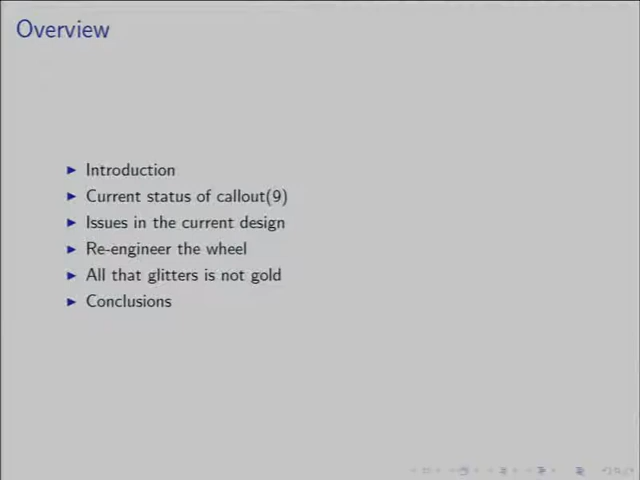 Overview
Introduction
Current status of callout(9)
Issues in the current design
Re-engineer the wheel
All that glitters is not gold
Conclusions